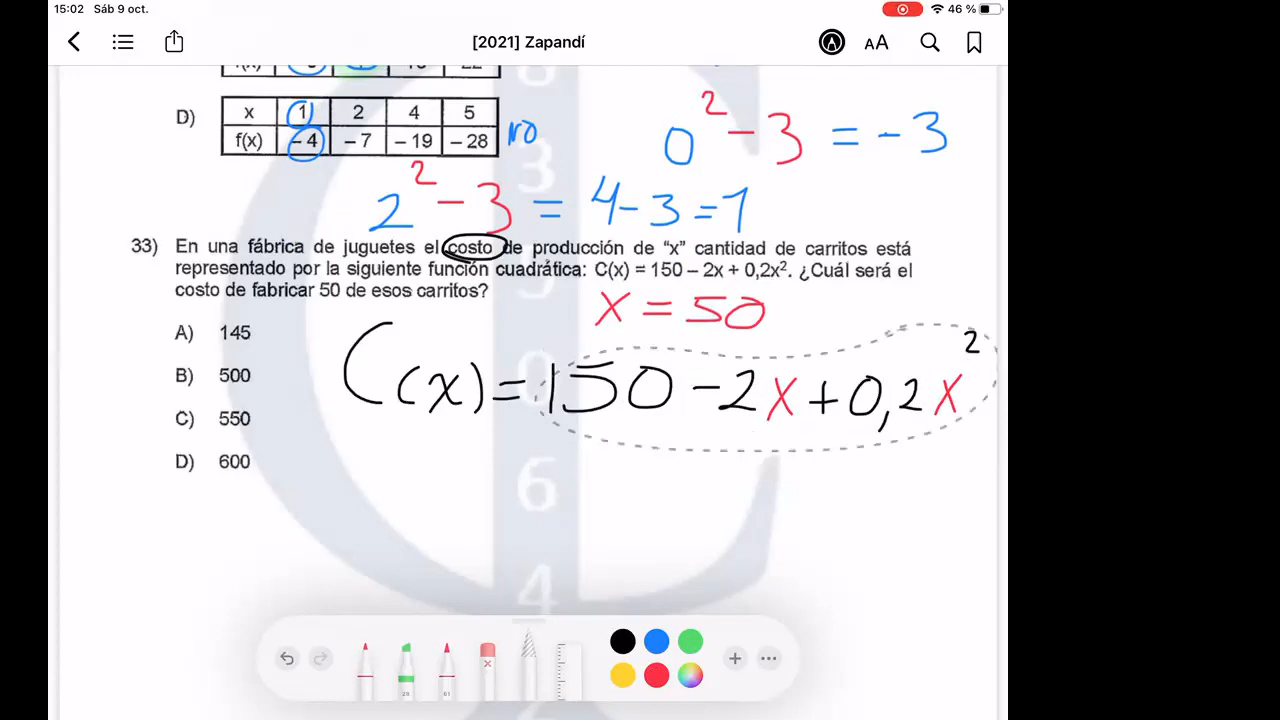 15:02 Sáb 9 oct. 46 %
[2021] Zapandí AA
D) x 1 2 4 5
f(x) – 4 – 7 – 19 – 28 NO
0² – 3 = – 3
2² – 3 = 4 – 3 = 1
33) En una fábrica de juguetes el costo de producción de “x” cantidad de carritos está
representado por la siguiente función cuadrática: C(x) = 150 – 2x + 0,2x². ¿Cuál será el
costo de fabricar 50 de esos carritos?
x = 50
A) 145
C(x) = 150 – 2x + 0,2x²
B) 500
C) 550
D) 600